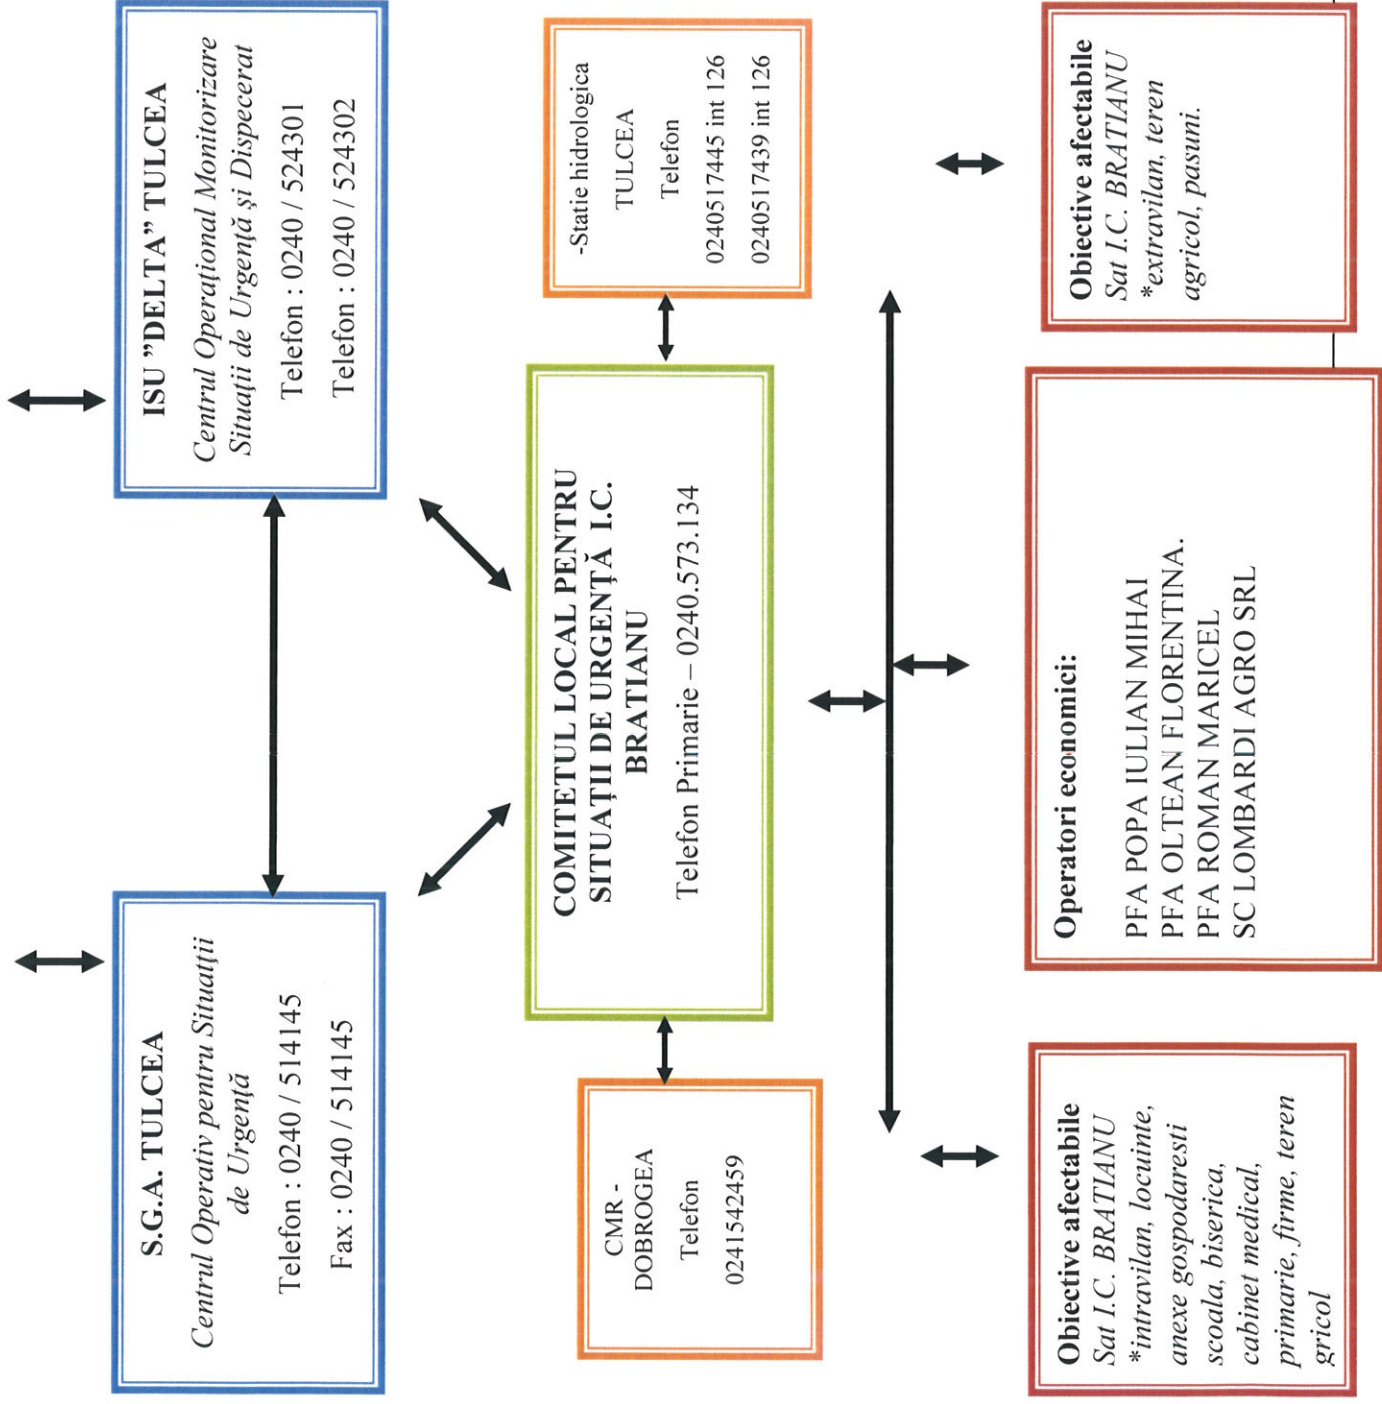 S.G.A. TULCEA
Centrul Operativ pentru Situații
de Urgență
Telefon : 0240 / 514145
Fax : 0240 / 514145
ISU ”DELTA” TULCEA
Centrul Operațional Monitorizare
Situații de Urgență și Dispecerat
Telefon : 0240 / 524301
Telefon : 0240 / 524302
CMR -
DOBROGEA
Telefon
0241542459
COMITETUL LOCAL PENTRU
SITUAȚII DE URGENȚĂ I.C.
BRATIANU
Telefon Primarie – 0240.573.134
-Statie hidrologica
TULCEA
Telefon
0240517445 int 126
0240517439 int 126
Obiective afectabile
Sat I.C. BRATIANU
*intravilan, locuinte,
anexe gospodaresti
scoala, biserica,
cabinet medical,
primarie, firme, teren
gricol
Operatori economici:
PFA POPA IULIAN MIHAI
PFA OLTEAN FLORENTINA.
PFA ROMAN MARICEL
SC LOMBARDI AGRO SRL
Obiective afectabile
Sat I.C. BRATIANU
*extravilan, teren
agricol, pasuni.